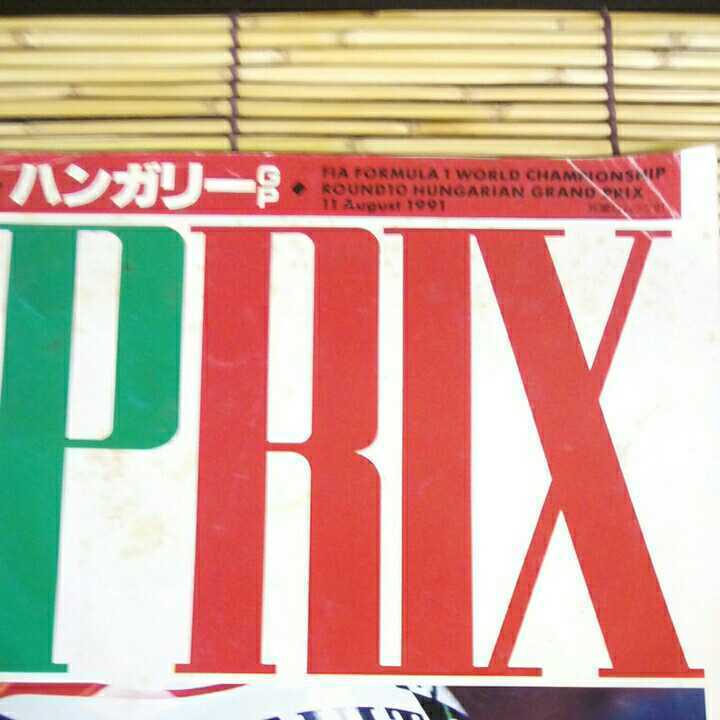 ハンガリーGP
FIA FORMULA 1 WORLD CHAMPIONSHIP
ROUND10 HUNGARIAN GRAND PRIX
11 August 1991
PRIX